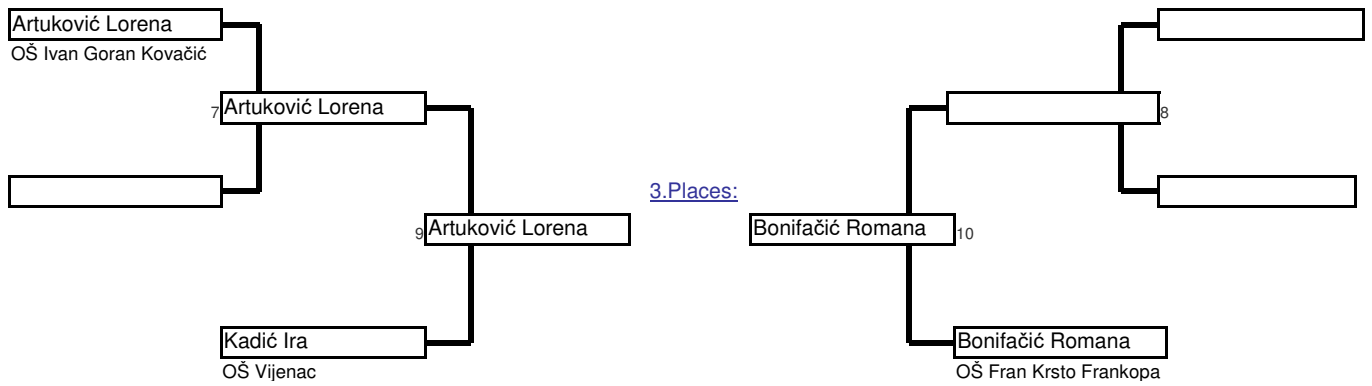 Artuković Lorena
OŠ Ivan Goran Kovačić
7 Artuković Lorena
8
3.Places:
9 Artuković Lorena
Bonifačić Romana 10
Kadić Ira
OŠ Vijenac
Bonifačić Romana
OŠ Fran Krsto Frankopa